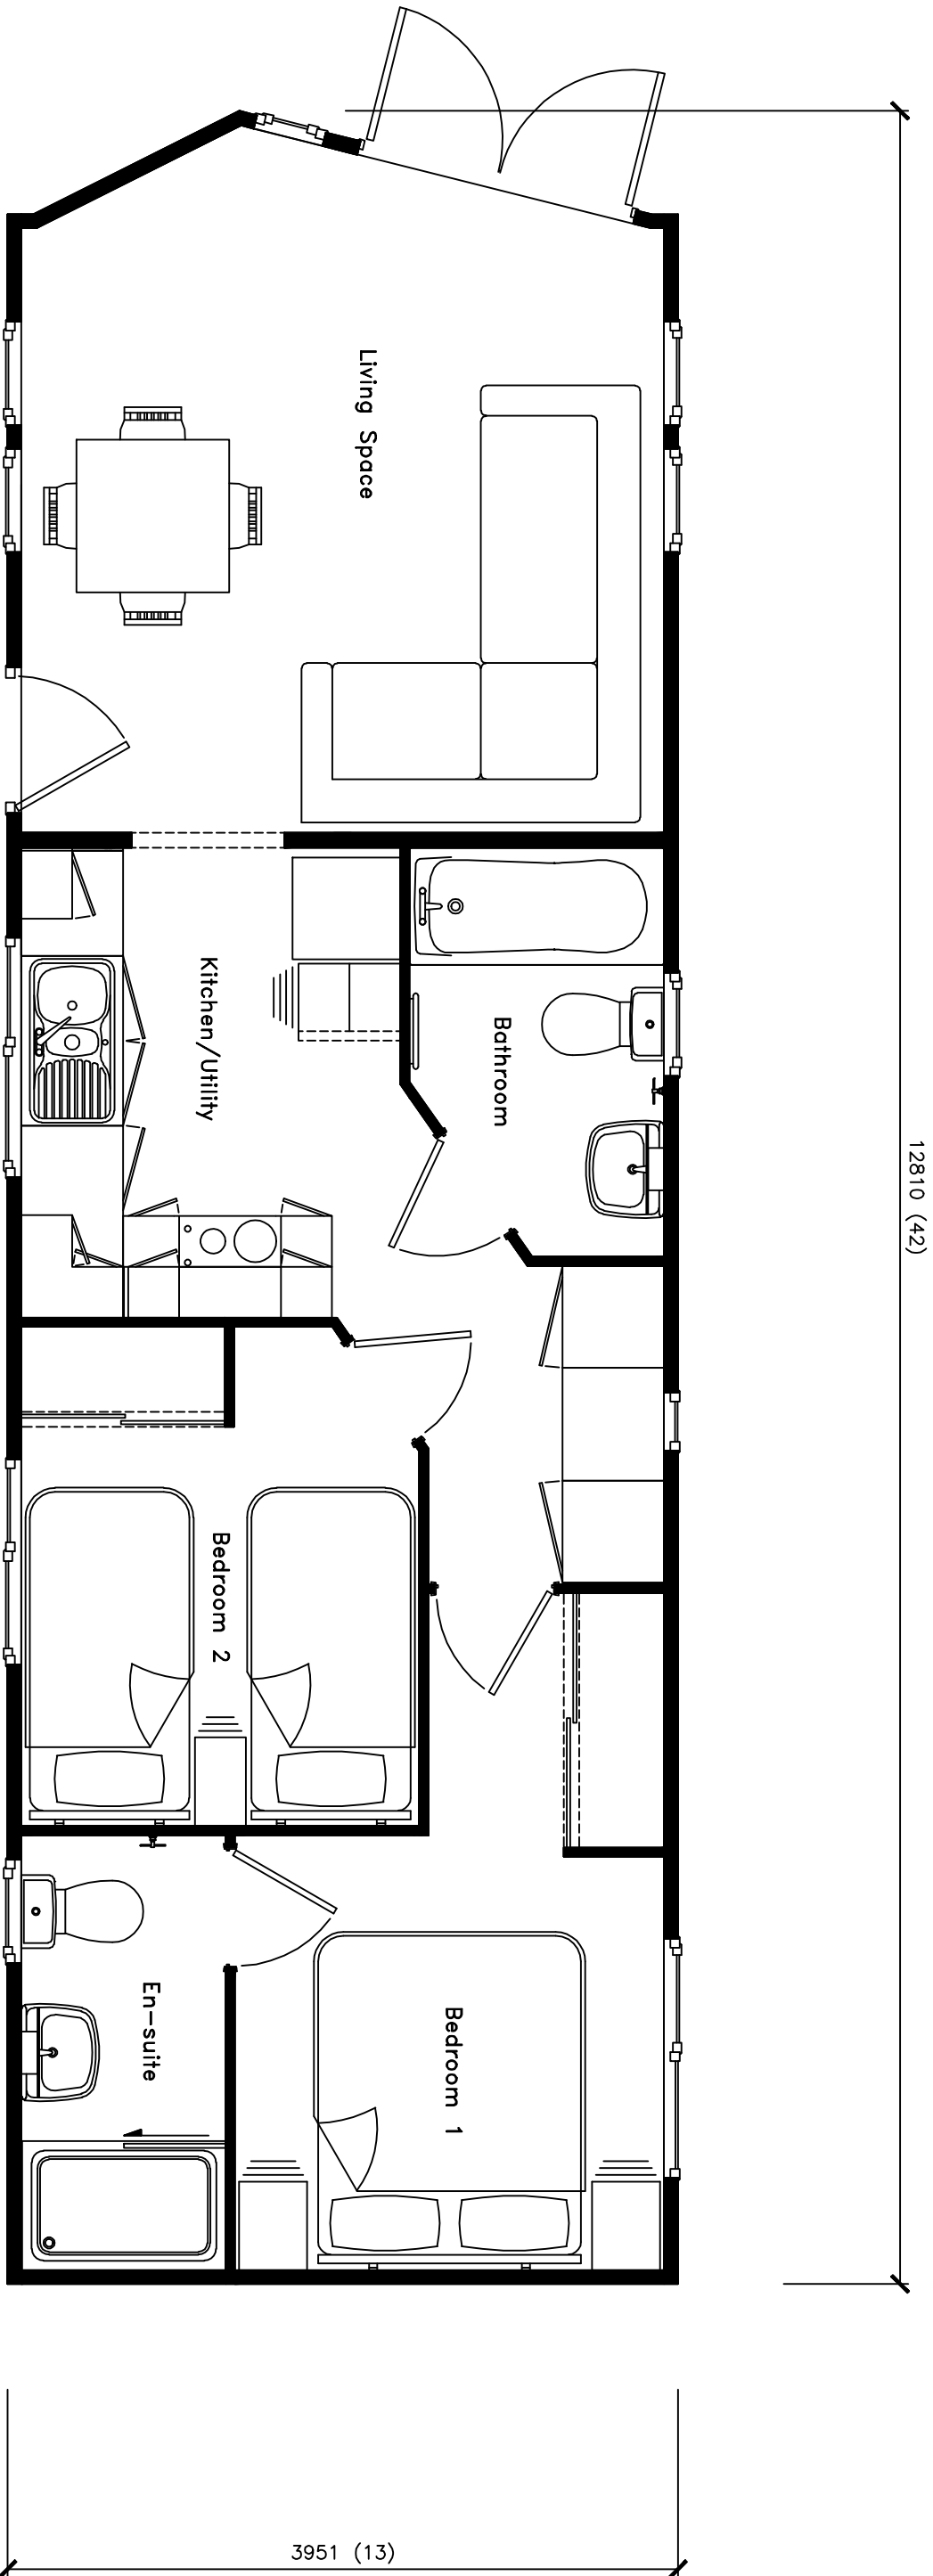 12810 (42)
Living Space
Kitchen/Utility
Bathroom
Bedroom 2
En-suite
Bedroom 1
3951 (13)